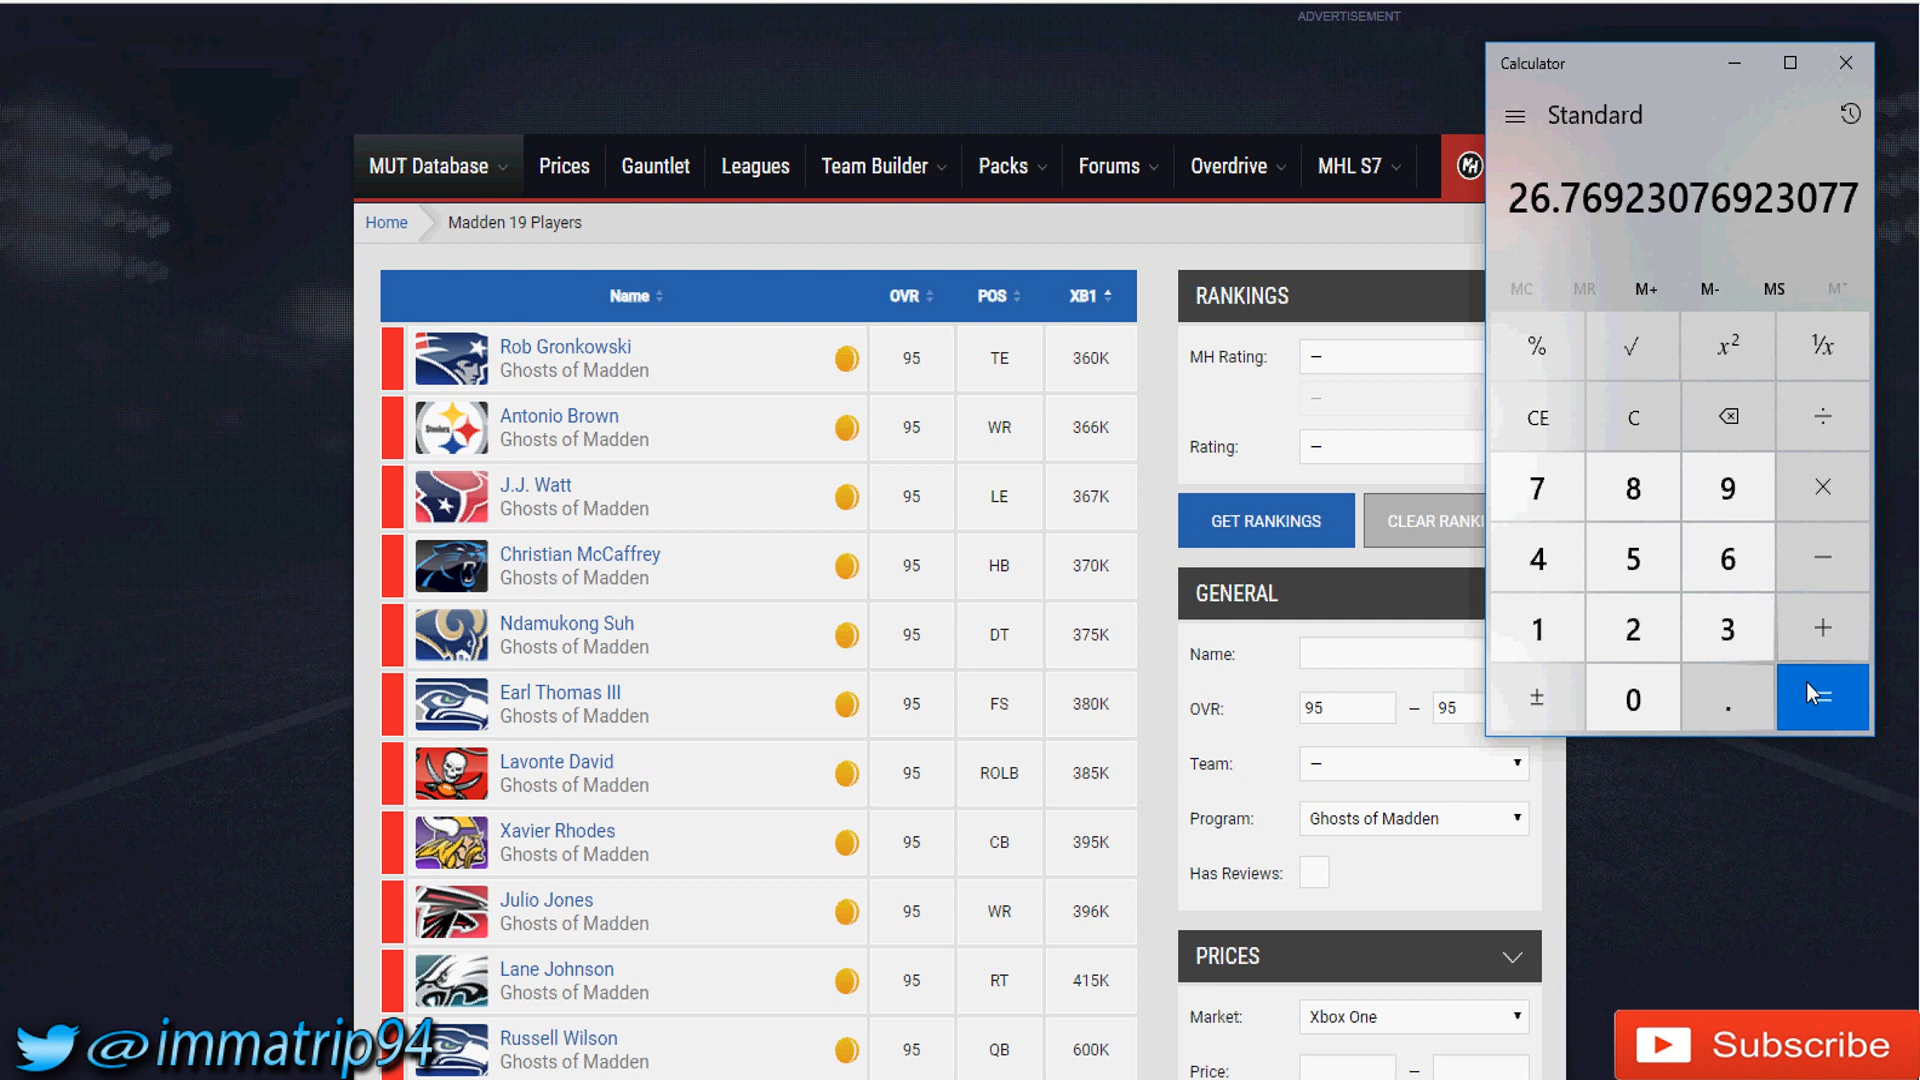 ADVERTISEMENT
MUT Database
Prices
Gauntlet
Leagues
Team Builder
Packs
Forums
Overdrive
MHL S7
MH
Home
Madden 19 Players
Name OVR POS XB1
Rob Gronkowski
Ghosts of Madden
95 TE 360K
Antonio Brown
Ghosts of Madden
95 WR 366K
Steelers
J.J. Watt
Ghosts of Madden
95 LE 367K
Christian McCaffrey
Ghosts of Madden
95 HB 370K
Ndamukong Suh
Ghosts of Madden
95 DT 375K
Earl Thomas III
Ghosts of Madden
95 FS 380K
Lavonte David
Ghosts of Madden
95 ROLB 385K
Xavier Rhodes
Ghosts of Madden
95 CB 395K
Julio Jones
Ghosts of Madden
95 WR 396K
Lane Johnson
Ghosts of Madden
95 RT 415K
Russell Wilson
Ghosts of Madden
95 QB 600K
RANKINGS
MH Rating: –
–
Rating: –
GET RANKINGS
CLEAR RANKI
GENERAL
Name:
OVR: 95 – 95
Team: –
Program: Ghosts of Madden
Has Reviews:
PRICES
Market: Xbox One
Price: –
Calculator
Standard
26.76923076923077
MC MR M+ M- MS M˅
% √ x² ¹/x
CE C ⌫ ÷
7 8 9 ×
4 5 6 −
1 2 3 +
± 0 . =
@immatrip94
Subscribe